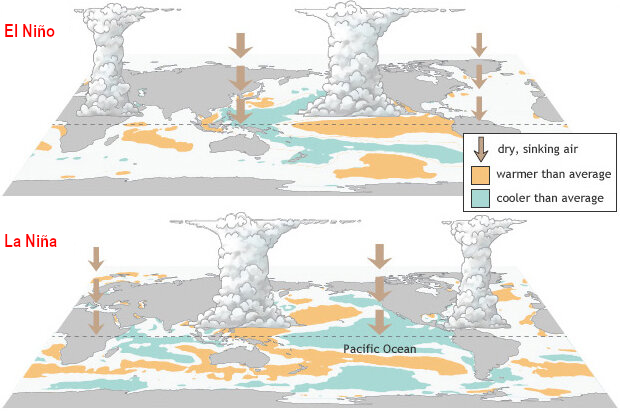 El Niño
dry, sinking air
warmer than average
cooler than average
La Niña
Pacific Ocean